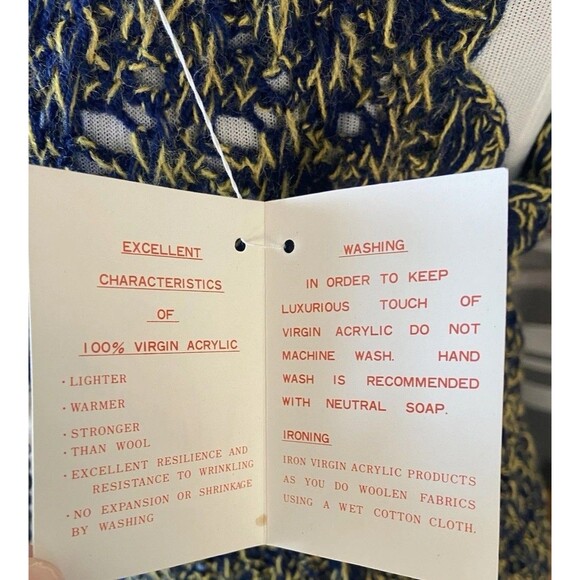 EXCELLENT
CHARACTERISTICS
OF
100% VIRGIN ACRYLIC
· LIGHTER
· WARMER
· STRONGER
· THAN WOOL
· EXCELLENT RESILIENCE AND
RESISTANCE TO WRINKLING
· NO EXPANSION OR SHRINKAGE
BY WASHING
WASHING
IN ORDER TO KEEP
LUXURIOUS TOUCH OF
VIRGIN ACRYLIC DO NOT
MACHINE WASH. HAND
WASH IS RECOMMENDED
WITH NEUTRAL SOAP.
IRONING
IRON VIRGIN ACRYLIC PRODUCTS
AS YOU DO WOOLEN FABRICS
USING A WET COTTON CLOTH.